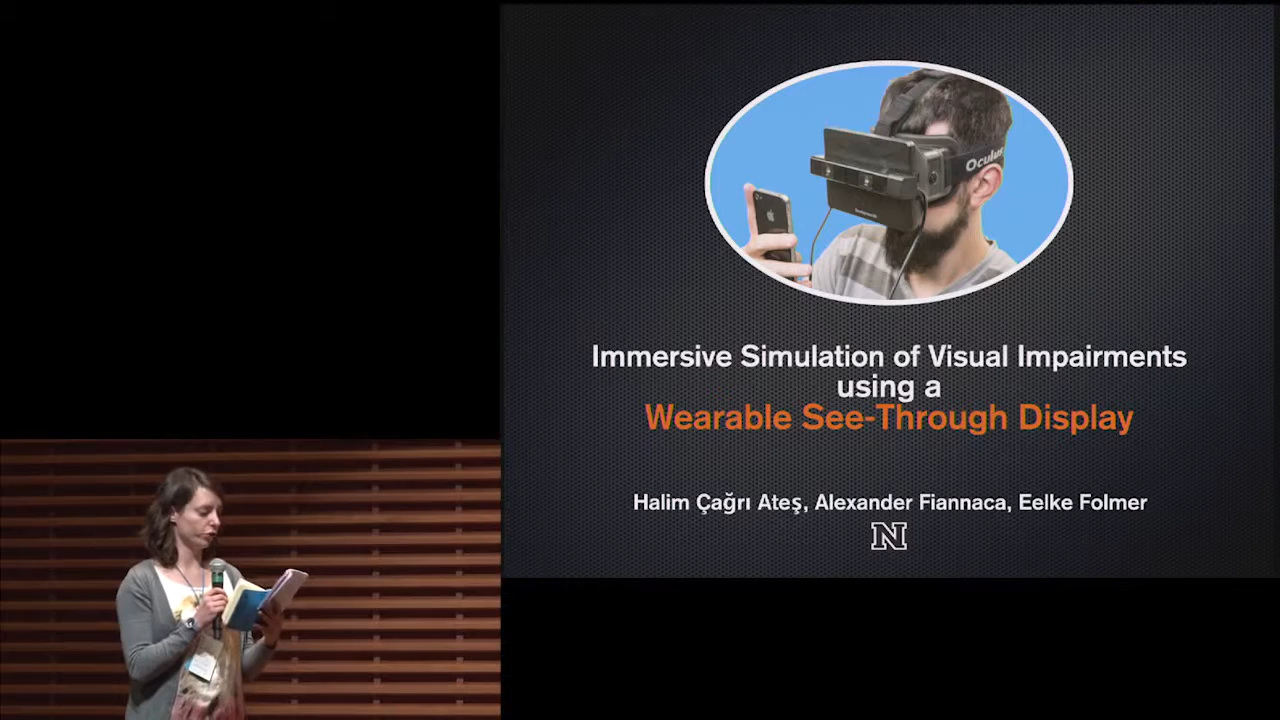 Oculus
Immersive Simulation of Visual Impairments
using a
Wearable See-Through Display
Halim Çağrı Ateş, Alexander Fiannaca, Eelke Folmer
N